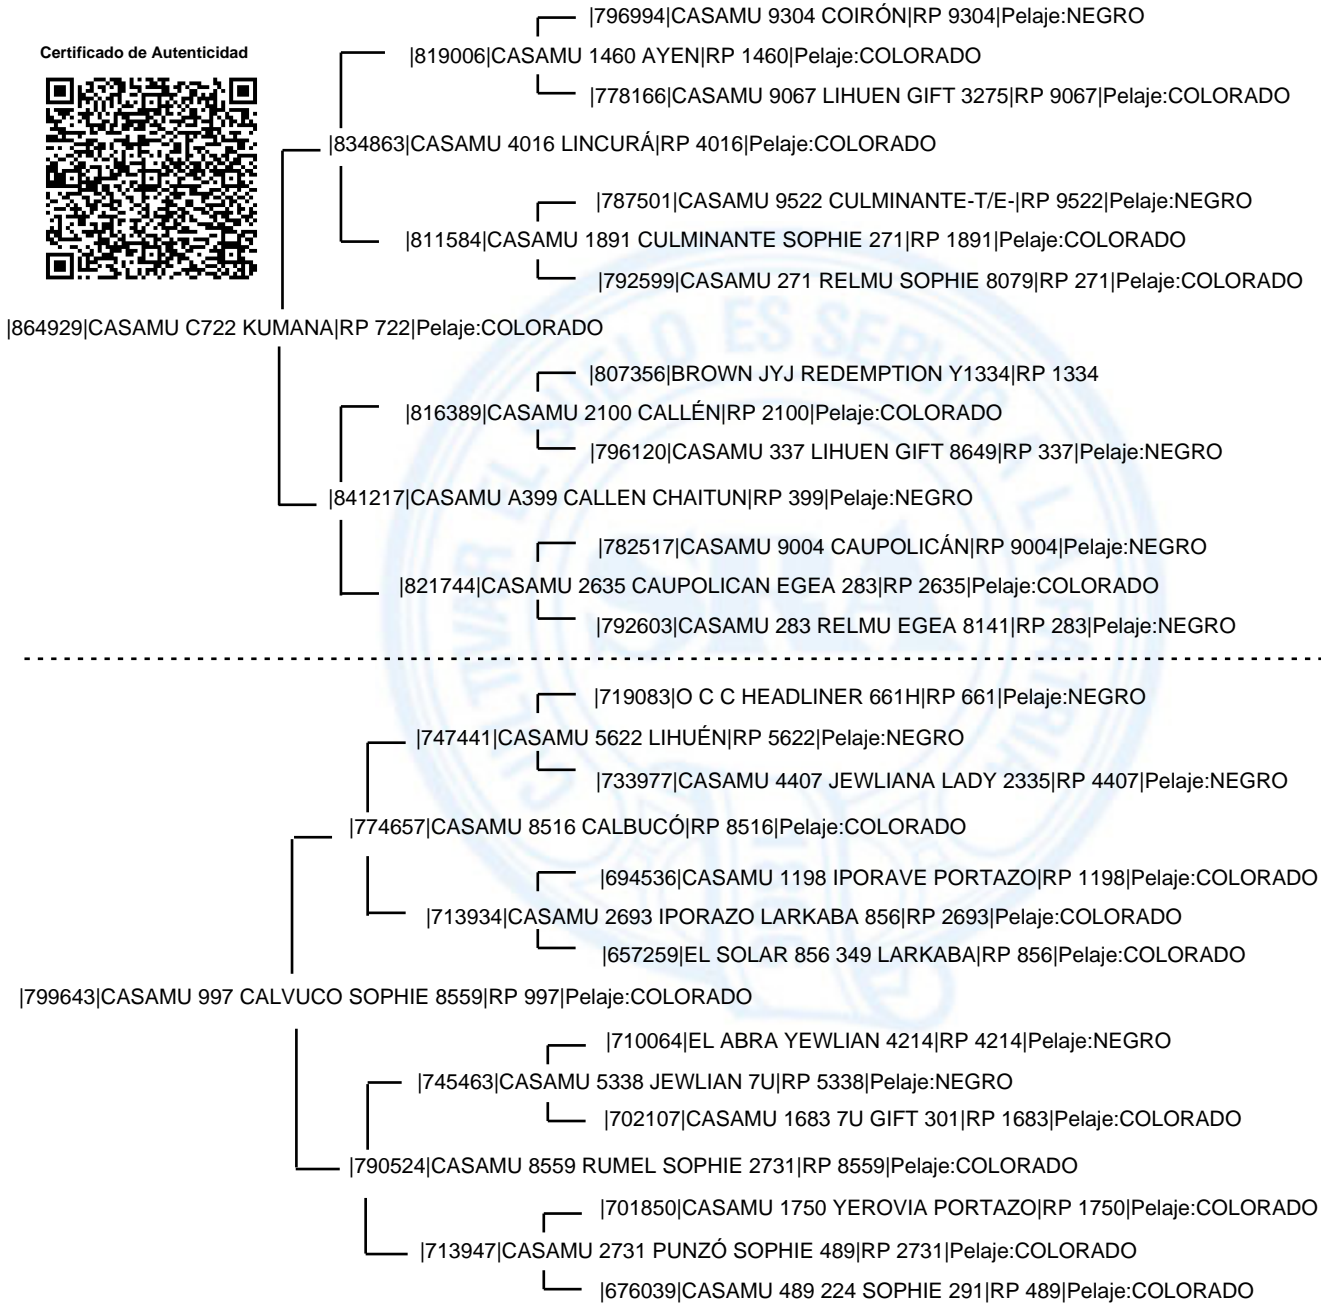 |796994|CASAMU 9304 COIRÓN|RP 9304|Pelaje:NEGRO
Certificado de Autenticidad
|819006|CASAMU 1460 AYEN|RP 1460|Pelaje:COLORADO
|778166|CASAMU 9067 LIHUEN GIFT 3275|RP 9067|Pelaje:COLORADO
|834863|CASAMU 4016 LINCURÁ|RP 4016|Pelaje:COLORADO
|787501|CASAMU 9522 CULMINANTE-T/E-|RP 9522|Pelaje:NEGRO
|811584|CASAMU 1891 CULMINANTE SOPHIE 271|RP 1891|Pelaje:COLORADO
|792599|CASAMU 271 RELMU SOPHIE 8079|RP 271|Pelaje:COLORADO
|864929|CASAMU C722 KUMANA|RP 722|Pelaje:COLORADO
|807356|BROWN JYJ REDEMPTION Y1334|RP 1334
|816389|CASAMU 2100 CALLÉN|RP 2100|Pelaje:COLORADO
|796120|CASAMU 337 LIHUEN GIFT 8649|RP 337|Pelaje:NEGRO
|841217|CASAMU A399 CALLEN CHAITUN|RP 399|Pelaje:NEGRO
|782517|CASAMU 9004 CAUPOLICÁN|RP 9004|Pelaje:NEGRO
|821744|CASAMU 2635 CAUPOLICAN EGEA 283|RP 2635|Pelaje:COLORADO
|792603|CASAMU 283 RELMU EGEA 8141|RP 283|Pelaje:NEGRO
|719083|O C C HEADLINER 661H|RP 661|Pelaje:NEGRO
|747441|CASAMU 5622 LIHUÉN|RP 5622|Pelaje:NEGRO
|733977|CASAMU 4407 JEWLIANA LADY 2335|RP 4407|Pelaje:NEGRO
|774657|CASAMU 8516 CALBUCÓ|RP 8516|Pelaje:COLORADO
|694536|CASAMU 1198 IPORAVE PORTAZO|RP 1198|Pelaje:COLORADO
|713934|CASAMU 2693 IPORAZO LARKABA 856|RP 2693|Pelaje:COLORADO
|657259|EL SOLAR 856 349 LARKABA|RP 856|Pelaje:COLORADO
|799643|CASAMU 997 CALVUCO SOPHIE 8559|RP 997|Pelaje:COLORADO
|710064|EL ABRA YEWLIAN 4214|RP 4214|Pelaje:NEGRO
|745463|CASAMU 5338 JEWLIAN 7U|RP 5338|Pelaje:NEGRO
|702107|CASAMU 1683 7U GIFT 301|RP 1683|Pelaje:COLORADO
|790524|CASAMU 8559 RUMEL SOPHIE 2731|RP 8559|Pelaje:COLORADO
|701850|CASAMU 1750 YEROVIA PORTAZO|RP 1750|Pelaje:COLORADO
|713947|CASAMU 2731 PUNZÓ SOPHIE 489|RP 2731|Pelaje:COLORADO
|676039|CASAMU 489 224 SOPHIE 291|RP 489|Pelaje:COLORADO
CULTIVAR EL SUELO ES SERVIR A LA PATRIA
SRA
1866